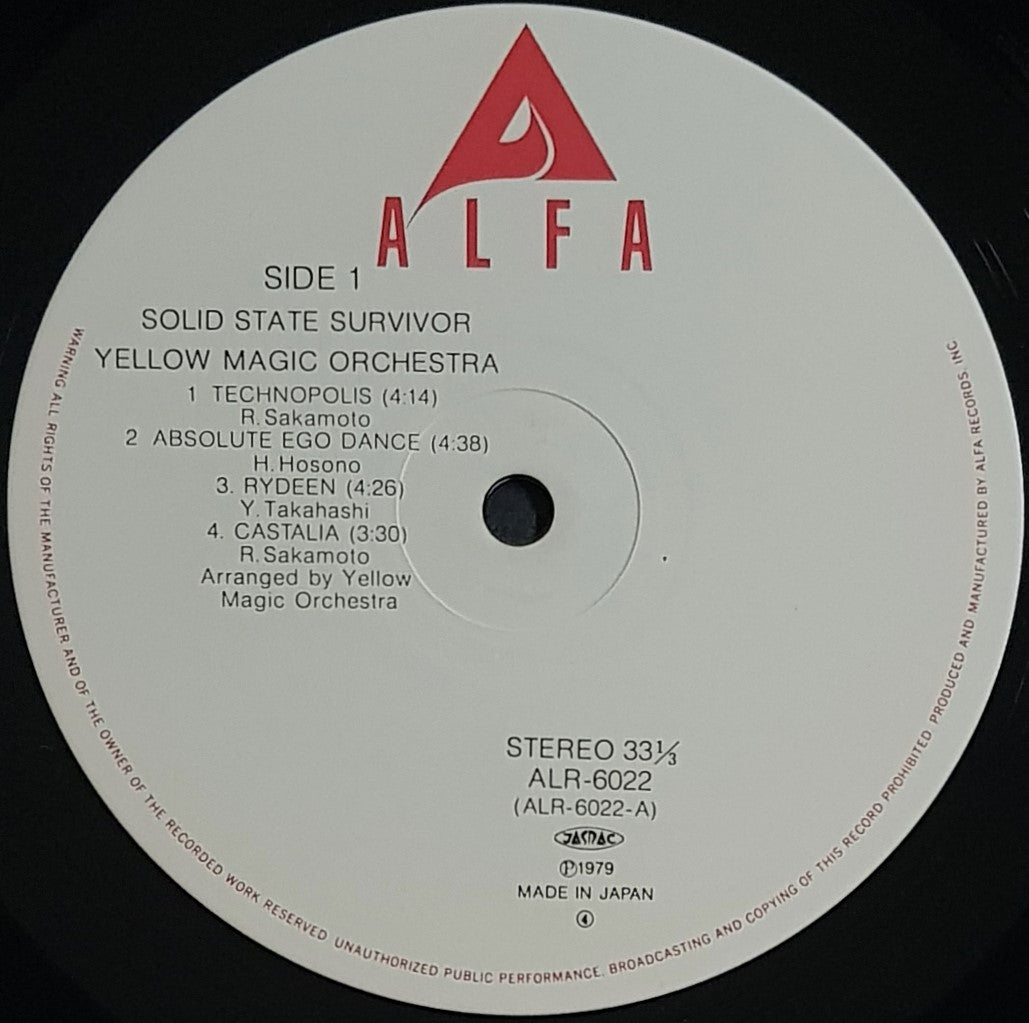 ALFA
SIDE 1
SOLID STATE SURVIVOR
YELLOW MAGIC ORCHESTRA
1 TECHNOPOLIS (4:14)
R.Sakamoto
2 ABSOLUTE EGO DANCE (4:38)
H.Hosono
3. RYDEEN (4:26)
Y.Takahashi
4. CASTALIA (3:30)
R.Sakamoto
Arranged by Yellow
Magic Orchestra
STEREO 33⅓
ALR-6022
(ALR-6022-A)
JASRAC
℗1979
MADE IN JAPAN
④
WARNING ALL RIGHTS OF THE MANUFACTURER AND OF THE OWNER OF THE RECORDED WORK RESERVED UNAUTHORIZED PUBLIC PERFORMANCE, BROADCASTING AND COPYING OF THIS RECORD PROHIBITED PRODUCED AND MANUFACTURED BY ALFA RECORDS, INC